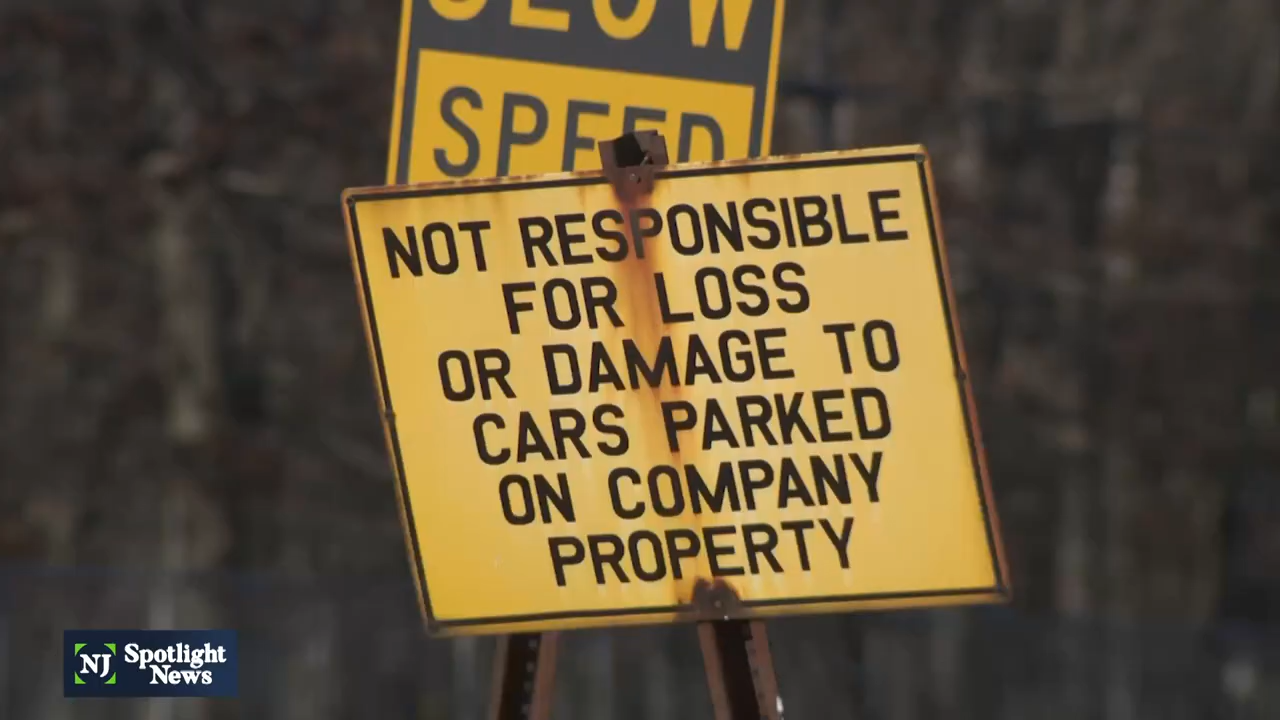 SLOW
SPEED
NOT RESPONSIBLE
FOR LOSS
OR DAMAGE TO
CARS PARKED
ON COMPANY
PROPERTY
NJ Spotlight
News